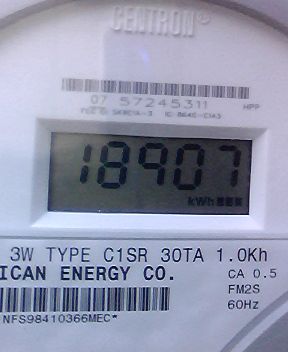 CENTRON®
07 57245311 HPP
18907
kWh
3W TYPE C1SR 30TA 1.0Kh
ICAN ENERGY CO. CA 0.5
FM2S
60Hz
NFS98410366MEC*